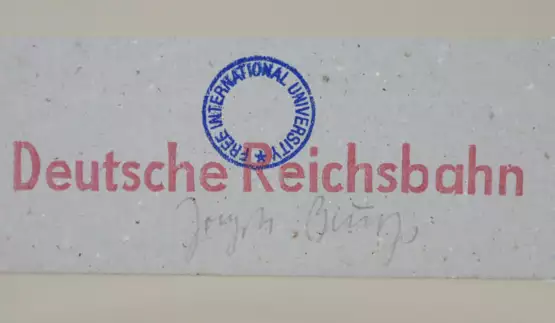 FREE INTERNATIONAL UNIVERSITY
Deutsche Reichsbahn
Joseph Beuys